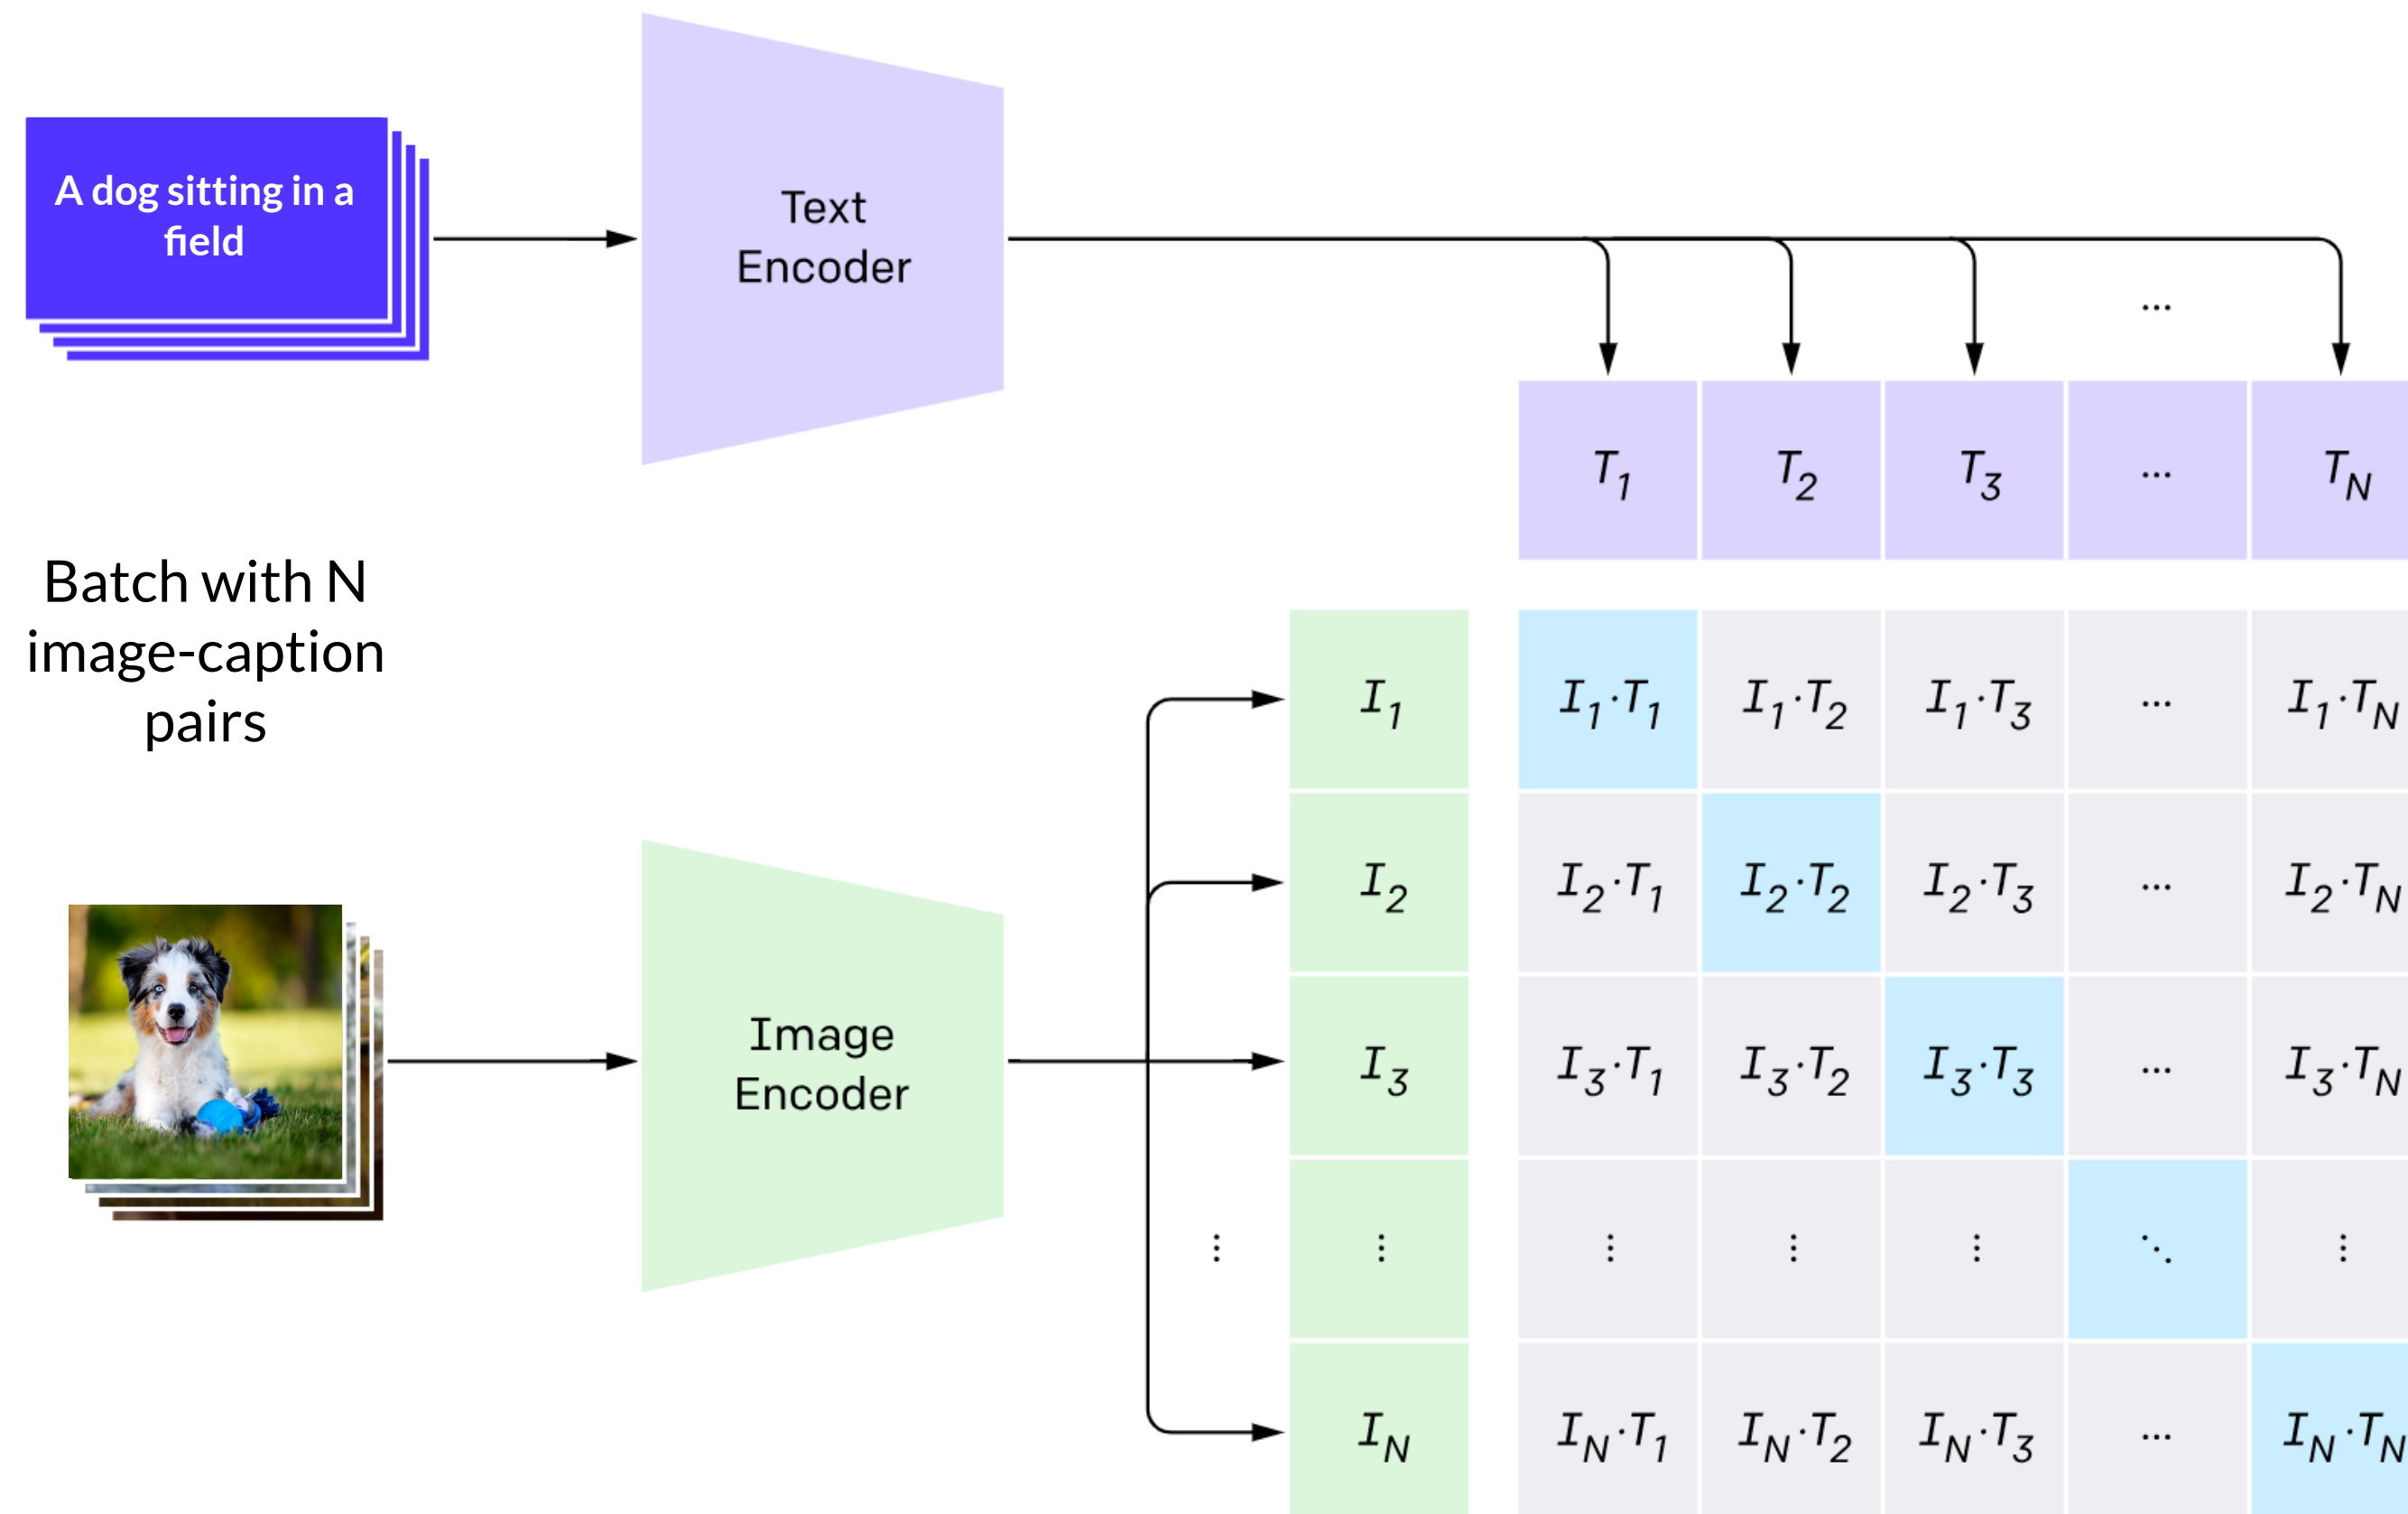 A dog sitting in a
field
Text
Encoder
...
T1 T2 T3 ... TN
Batch with N
image-caption
pairs
I1 I1·T1 I1·T2 I1·T3 ... I1·TN
I2 I2·T1 I2·T2 I2·T3 ... I2·TN
Image
Encoder
I3 I3·T1 I3·T2 I3·T3 ... I3·TN
⋮ ⋮ ⋮ ⋮ ⋮ ⋱ ⋮
IN IN·T1 IN·T2 IN·T3 ... IN·TN